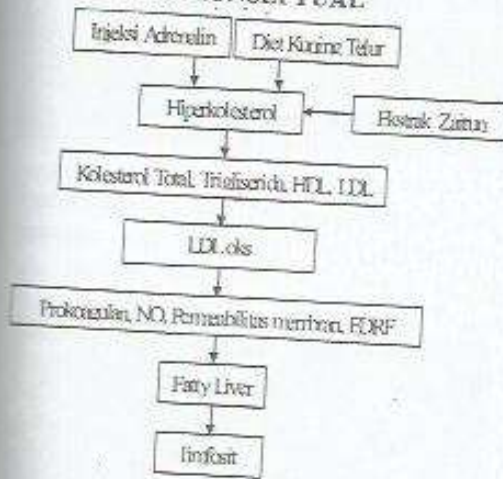 Injeksi Adrenalin
Diet Kuning Telur
Hiperkolesterol
Ekstrak Zaitun
Kolesterol Total, Trigliserida, HDL, LDL
LDL oks
Prokoagulan, NO, Permeabilitas membran, EDRF
Fatty Liver
limfosit